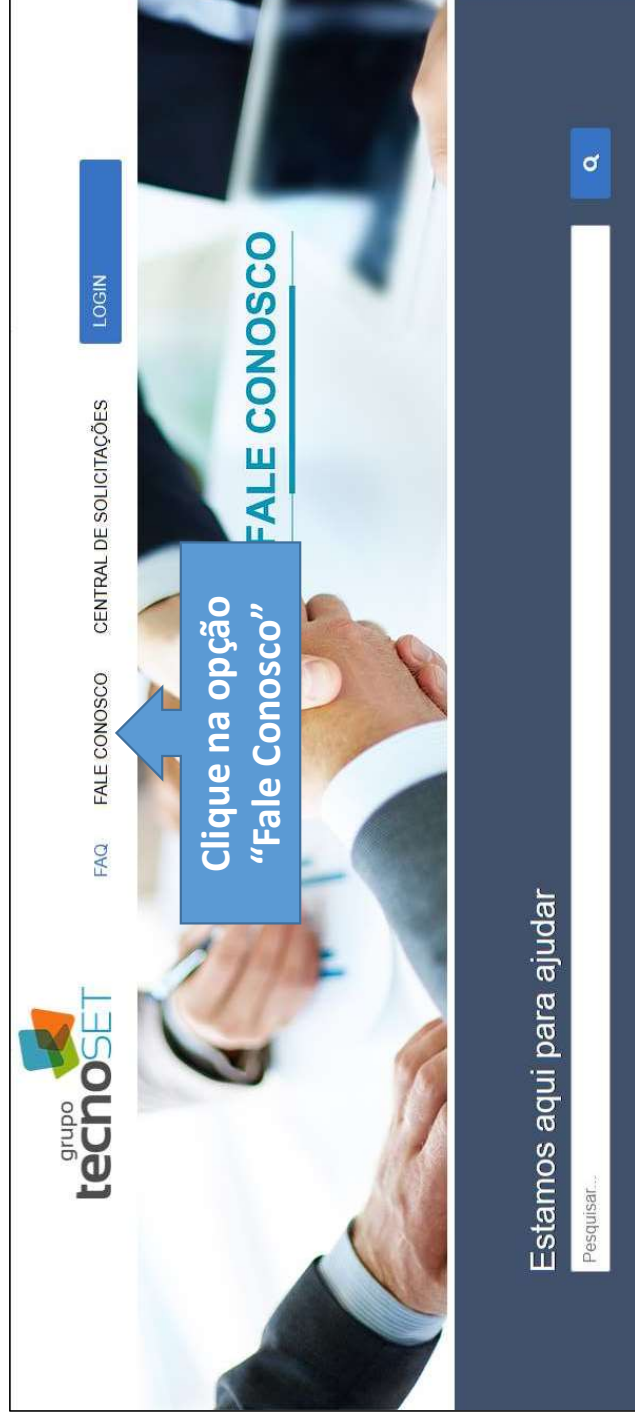 grupo
tecnoSET
FAQ FALE CONOSCO CENTRAL DE SOLICITAÇÕES LOGIN
FALE CONOSCO
Clique na opção
“Fale Conosco”
Estamos aqui para ajudar
Pesquisar...